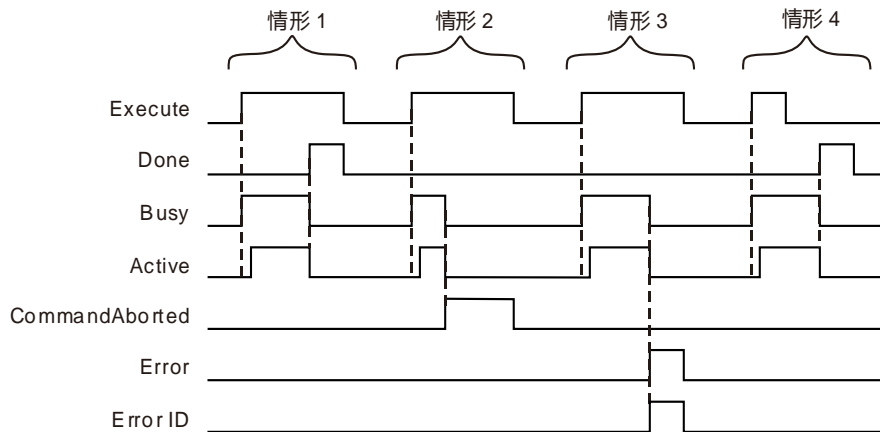 情形 1
情形 2
情形 3
情形 4
Execute
Done
Busy
Active
CommandAborted
Error
Error ID